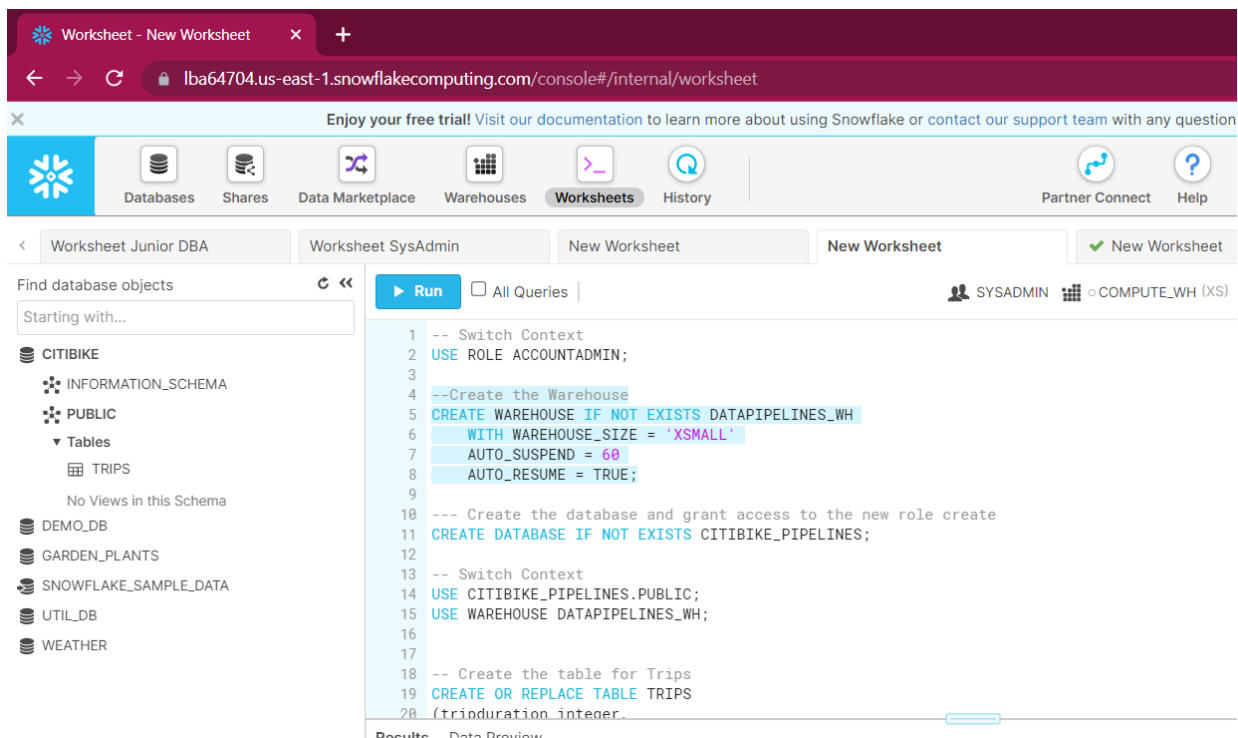 Worksheet - New Worksheet
lba64704.us-east-1.snowflakecomputing.com/console#/internal/worksheet
Enjoy your free trial! Visit our documentation to learn more about using Snowflake or contact our support team with any question
Databases Shares Data Marketplace Warehouses Worksheets History Partner Connect Help
Worksheet Junior DBA Worksheet SysAdmin New Worksheet New Worksheet New Worksheet
Find database objects
Starting with...
Run All Queries SYSADMIN COMPUTE_WH (XS)
CITIBIKE
INFORMATION_SCHEMA
PUBLIC
Tables
TRIPS
No Views in this Schema
DEMO_DB
GARDEN_PLANTS
SNOWFLAKE_SAMPLE_DATA
UTIL_DB
WEATHER
1 -- Switch Context
2 USE ROLE ACCOUNTADMIN;
3
4 --Create the Warehouse
5 CREATE WAREHOUSE IF NOT EXISTS DATAPIPELINES_WH
6 WITH WAREHOUSE_SIZE = 'XSMALL'
7 AUTO_SUSPEND = 60
8 AUTO_RESUME = TRUE;
9
10 --- Create the database and grant access to the new role create
11 CREATE DATABASE IF NOT EXISTS CITIBIKE_PIPELINES;
12
13 -- Switch Context
14 USE CITIBIKE_PIPELINES.PUBLIC;
15 USE WAREHOUSE DATAPIPELINES_WH;
16
17
18 -- Create the table for Trips
19 CREATE OR REPLACE TABLE TRIPS
20 (tripduration integer,
Results Data Preview